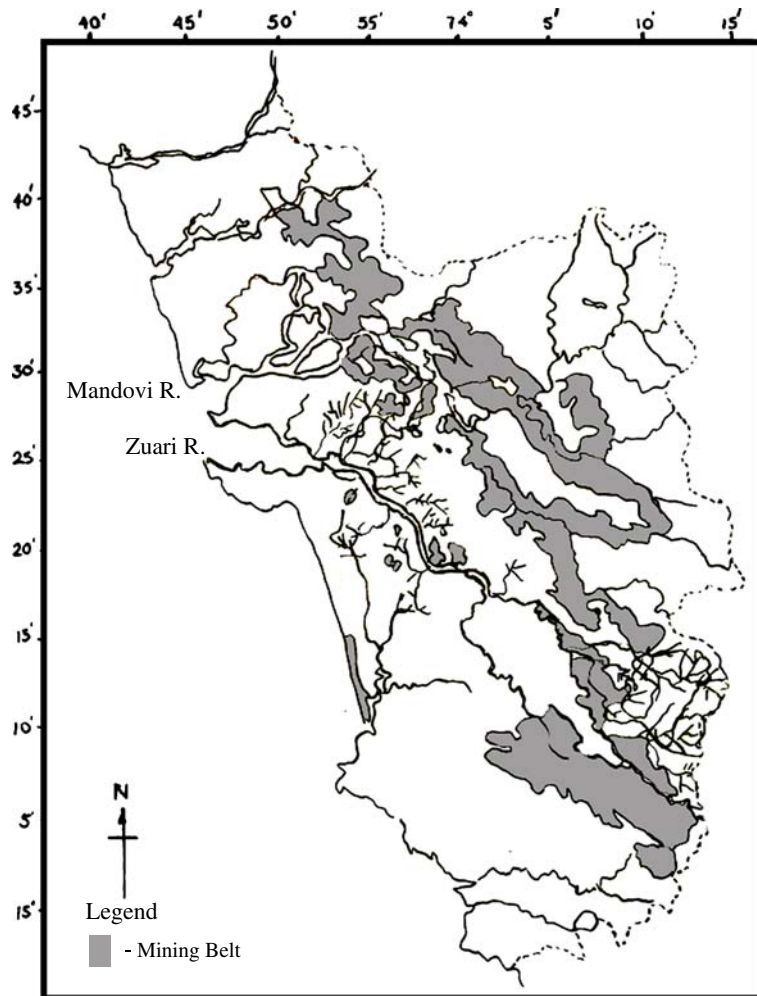 40' 45' 50' 55' 74° 5' 10' 15'
45'
40'
35'
30'
Mandovi R.
Zuari R.
25'
20'
15'
10'
N
5'
Legend
15'
- Mining Belt